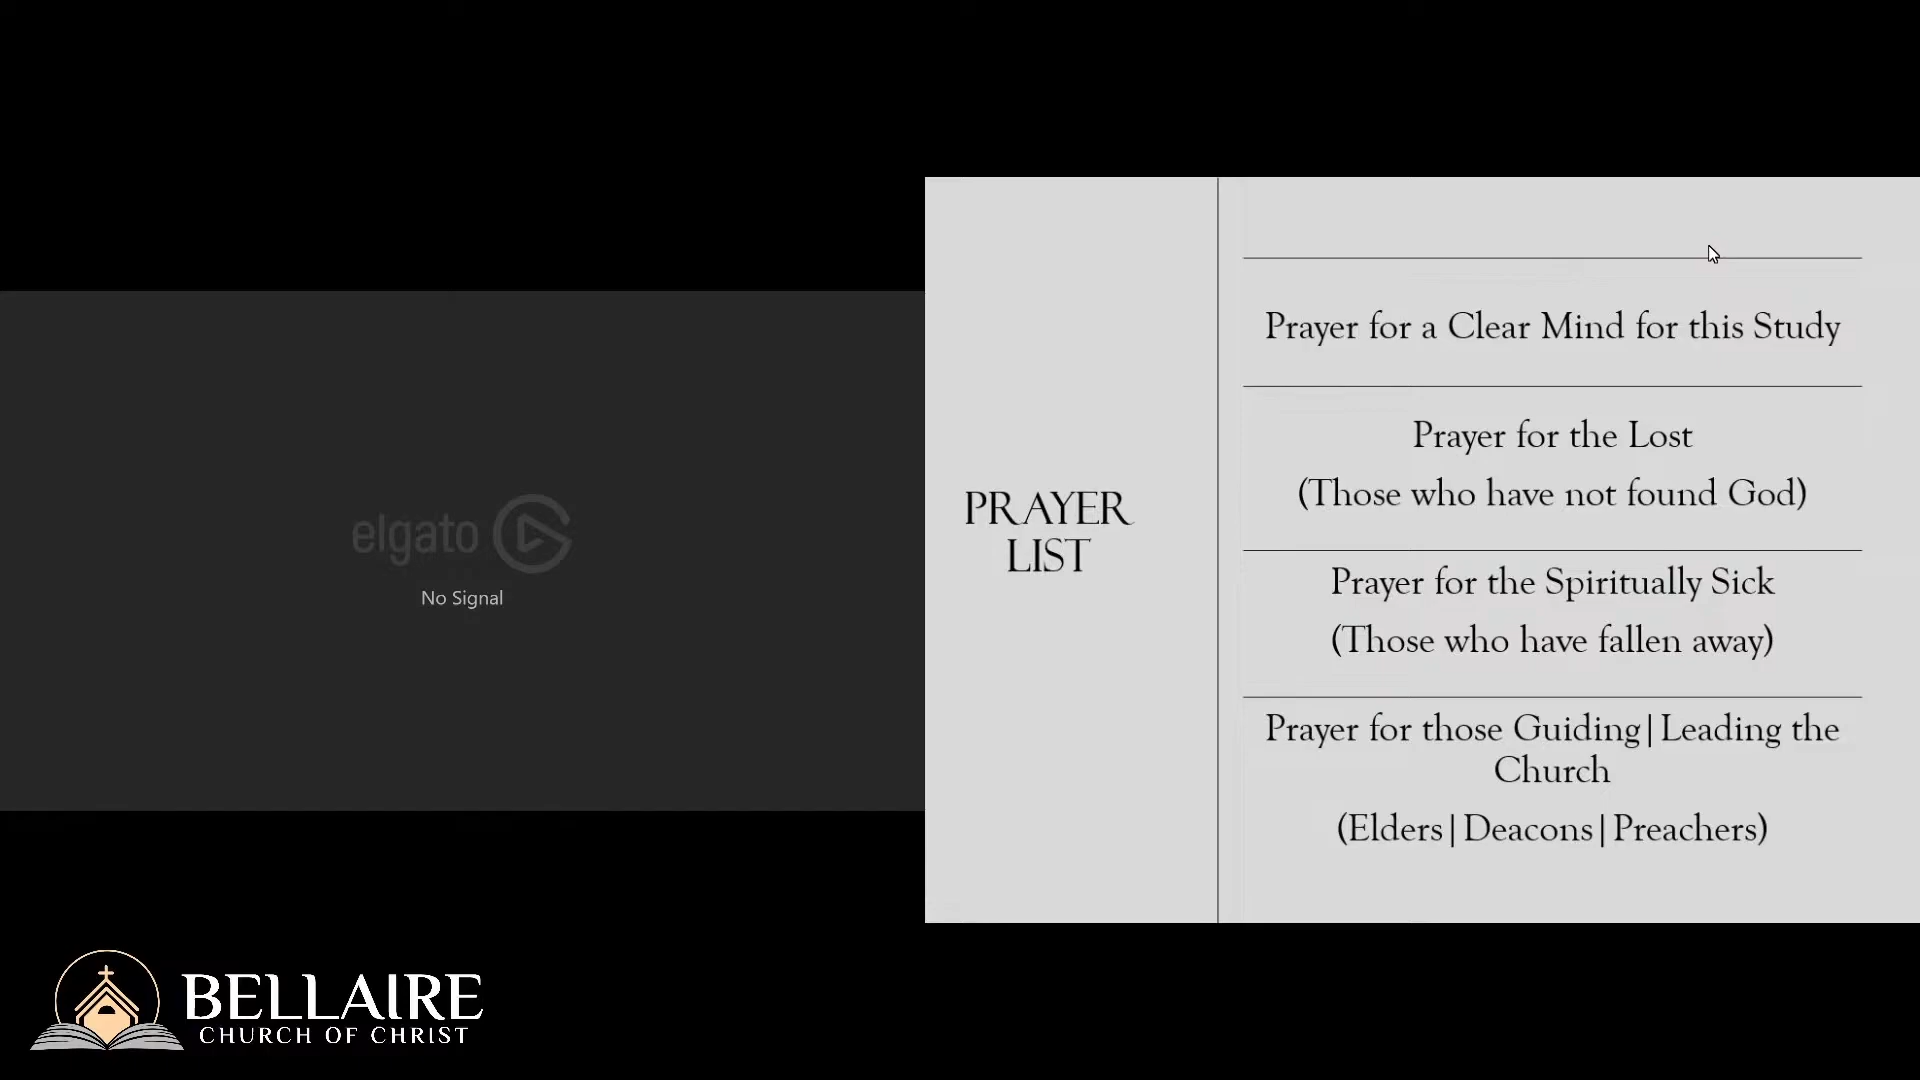 elgato
No Signal
PRAYER
LIST
Prayer for a Clear Mind for this Study
Prayer for the Lost
(Those who have not found God)
Prayer for the Spiritually Sick
(Those who have fallen away)
Prayer for those Guiding|Leading the
Church
(Elders|Deacons|Preachers)
BELLAIRE
CHURCH OF CHRIST